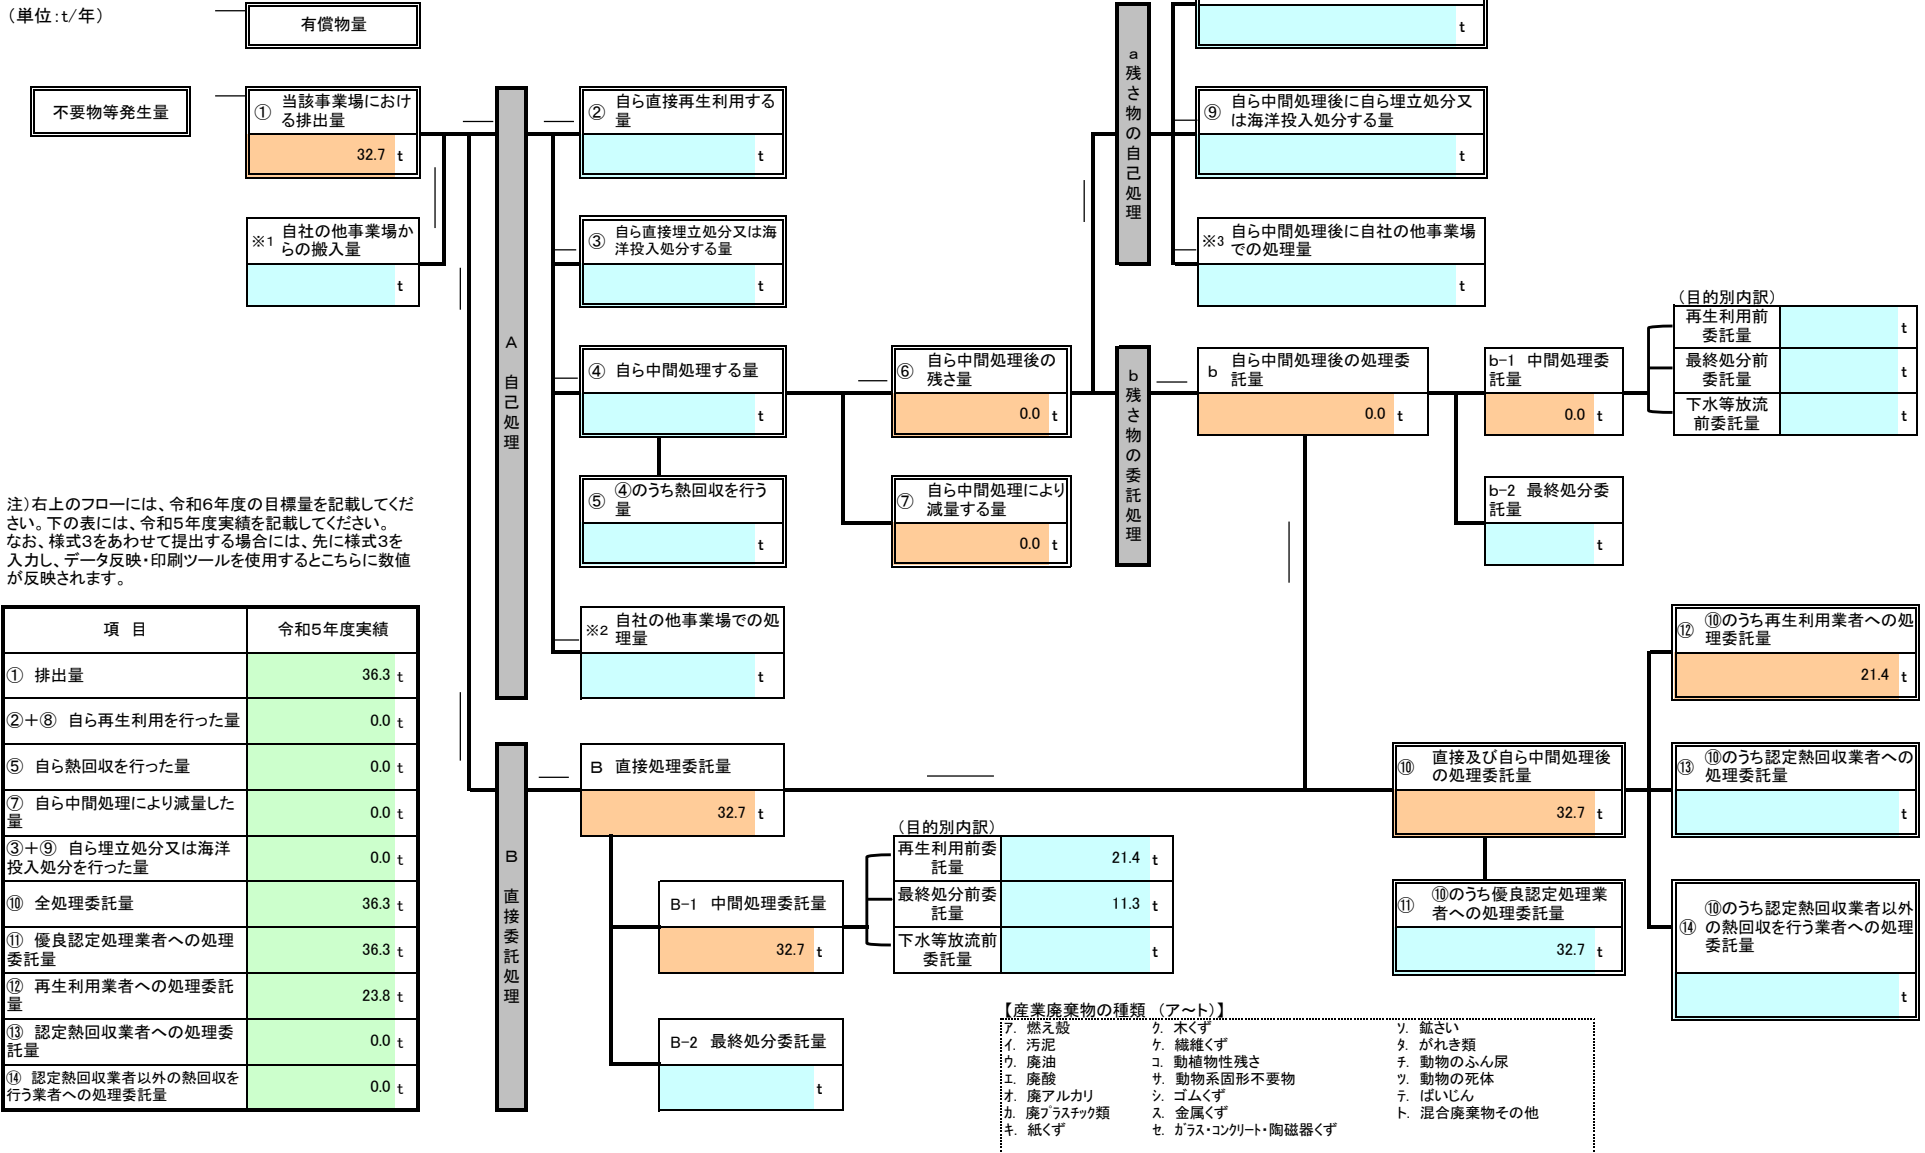 （単位：t/年）
有償物量
t
不要物等発生量
① 当該事業場におけ
る排出量
32.7 t
※1 自社の他事業場か
らの搬入量
t
A 自己処理
② 自ら直接再生利用する
量
t
③ 自ら直接埋立処分又は海
洋投入処分する量
t
④ 自ら中間処理する量
t
⑤ ④のうち熱回収を行う
量
t
※2 自社の他事業場での処
理量
t
⑥ 自ら中間処理後の
残さ量
0.0 t
⑦ 自ら中間処理により
減量する量
0.0 t
a 残さ物の自己処理
⑨ 自ら中間処理後に自ら埋立処分又
は海洋投入処分する量
t
※3 自ら中間処理後に自社の他事業場
での処理量
t
b 残さ物の委託処理
b 自ら中間処理後の処理委
託量
0.0 t
b-1 中間処理委
託量
0.0 t
（目的別内訳）
再生利用前
委託量
t
最終処分前
委託量
t
下水等放流
前委託量
t
b-2 最終処分委
託量
t
注）右上のフローには、令和6年度の目標量を記載してくだ
さい。下の表には、令和5年度実績を記載してください。
なお、様式3をあわせて提出する場合には、先に様式3を
入力し、データ反映・印刷ツールを使用するとこちらに数値
が反映されます。
項 目 令和5年度実績
① 排出量 36.3 t
②＋⑧ 自ら再生利用を行った量 0.0 t
⑤ 自ら熱回収を行った量 0.0 t
⑦ 自ら中間処理により減量した
量 0.0 t
③＋⑨ 自ら埋立処分又は海洋
投入処分を行った量 0.0 t
⑩ 全処理委託量 36.3 t
⑪ 優良認定処理業者への処理
委託量 36.3 t
⑫ 再生利用業者への処理委託
量 23.8 t
⑬ 認定熱回収業者への処理委
託量 0.0 t
⑭ 認定熱回収業者以外の熱回収を
行う業者への処理委託量 0.0 t
B 直接委託処理
B 直接処理委託量
32.7 t
B-1 中間処理委託量
32.7 t
（目的別内訳）
再生利用前委
託量
21.4 t
最終処分前委
託量
11.3 t
下水等放流前
委託量
t
B-2 最終処分委託量
t
⑩ 直接及び自ら中間処理後
の処理委託量
32.7 t
⑪ ⑩のうち優良認定処理業
者への処理委託量
32.7 t
⑫ ⑩のうち再生利用業者への処
理委託量
21.4 t
⑬ ⑩のうち認定熱回収業者への
処理委託量
t
⑭ ⑩のうち認定熱回収業者以外
の熱回収を行う業者への処理
委託量
t
【産業廃棄物の種類 （ア～ト）】
ア. 燃え殻
イ. 汚泥
ウ. 廃油
エ. 廃酸
オ. 廃アルカリ
カ. 廃プラスチック類
キ. 紙くず
ク. 木くず
ケ. 繊維くず
コ. 動植物性残さ
サ. 動物系固形不要物
シ. ゴムくず
ス. 金属くず
セ. ガラス・コンクリート・陶磁器くず
ソ. 鉱さい
タ. がれき類
チ. 動物のふん尿
ツ. 動物の死体
テ. ばいじん
ト. 混合廃棄物その他